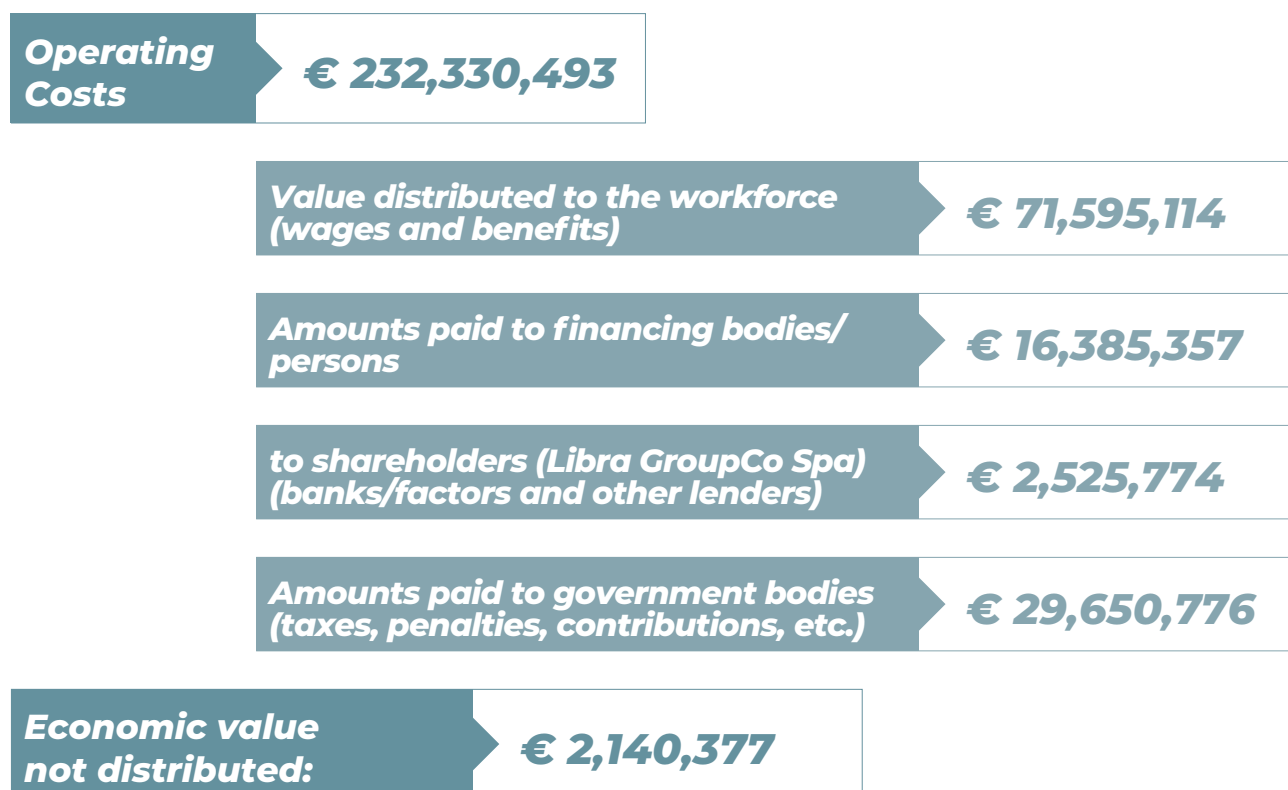 Operating
Costs
€ 232,330,493
Value distributed to the workforce
(wages and benefits)
€ 71,595,114
Amounts paid to financing bodies/
persons
€ 16,385,357
to shareholders (Libra GroupCo Spa)
(banks/factors and other lenders)
€ 2,525,774
Amounts paid to government bodies
(taxes, penalties, contributions, etc.)
€ 29,650,776
Economic value
not distributed:
€ 2,140,377